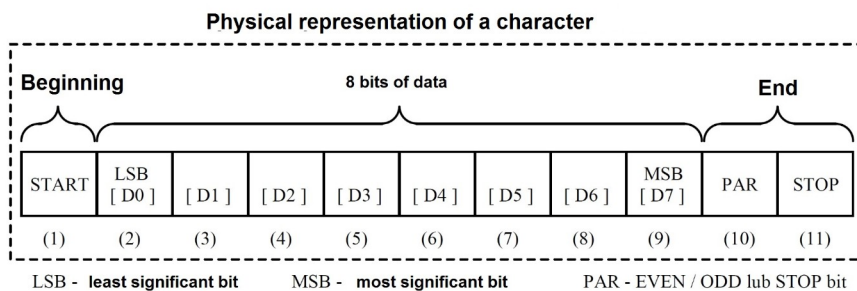 Physical representation of a character
Beginning 8 bits of data End
START LSB [ D0 ] [ D1 ] [ D2 ] [ D3 ] [ D4 ] [ D5 ] [ D6 ] MSB [ D7 ] PAR STOP
(1) (2) (3) (4) (5) (6) (7) (8) (9) (10) (11)
LSB - least significant bit MSB - most significant bit PAR - EVEN / ODD lub STOP bit